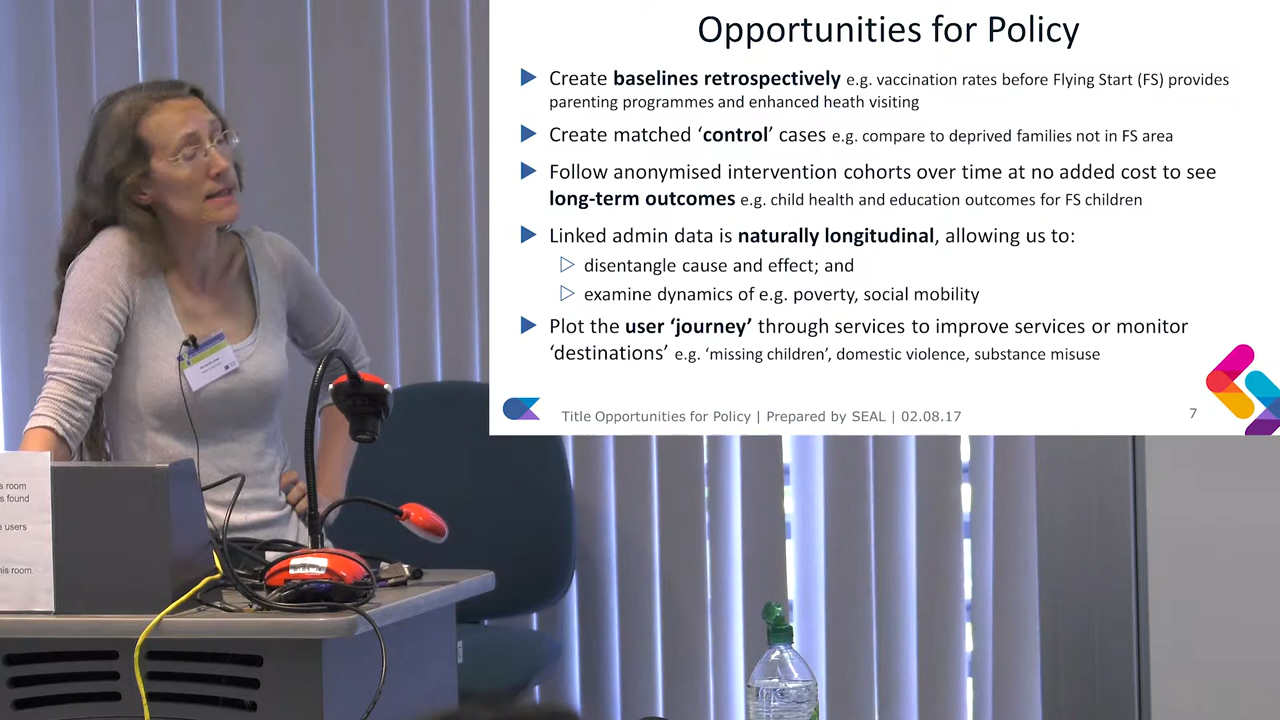 Opportunities for Policy
Create baselines retrospectively e.g. vaccination rates before Flying Start (FS) provides
parenting programmes and enhanced heath visiting
Create matched ‘control’ cases e.g. compare to deprived families not in FS area
Follow anonymised intervention cohorts over time at no added cost to see
long-term outcomes e.g. child health and education outcomes for FS children
Linked admin data is naturally longitudinal, allowing us to:
disentangle cause and effect; and
examine dynamics of e.g. poverty, social mobility
Plot the user ‘journey’ through services to improve services or monitor
‘destinations’ e.g. ‘missing children’, domestic violence, substance misuse
Title Opportunities for Policy | Prepared by SEAL | 02.08.17
7
s room
s found
users
his room.